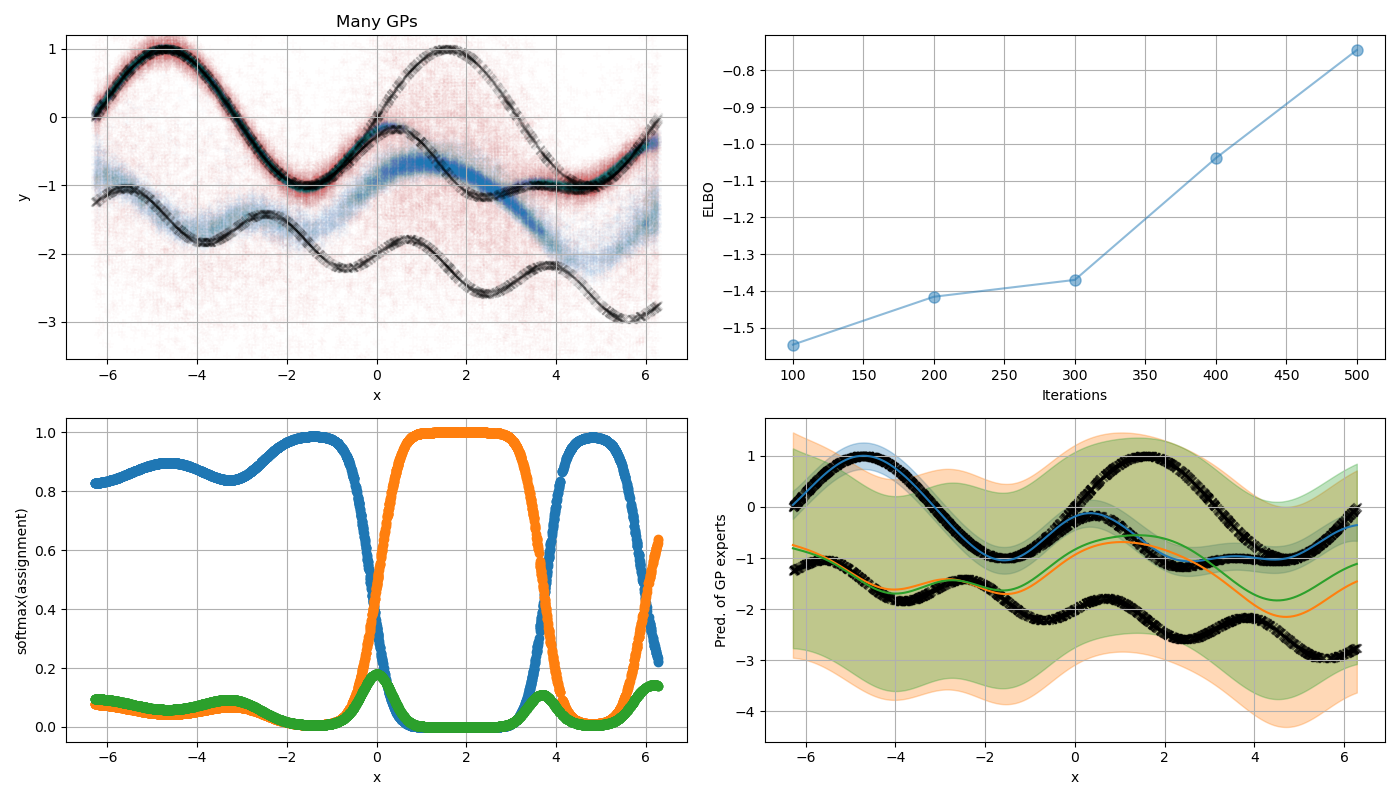 Many GPs
y
1
0
−1
−2
−3
−6 −4 −2 0 2 4 6
x
ELBO
−0.8
−0.9
−1.0
−1.1
−1.2
−1.3
−1.4
−1.5
100 150 200 250 300 350 400 450 500
Iterations
softmax(assignment)
1.0
0.8
0.6
0.4
0.2
0.0
−6 −4 −2 0 2 4 6
x
Pred. of GP experts
1
0
−1
−2
−3
−4
−6 −4 −2 0 2 4 6
x